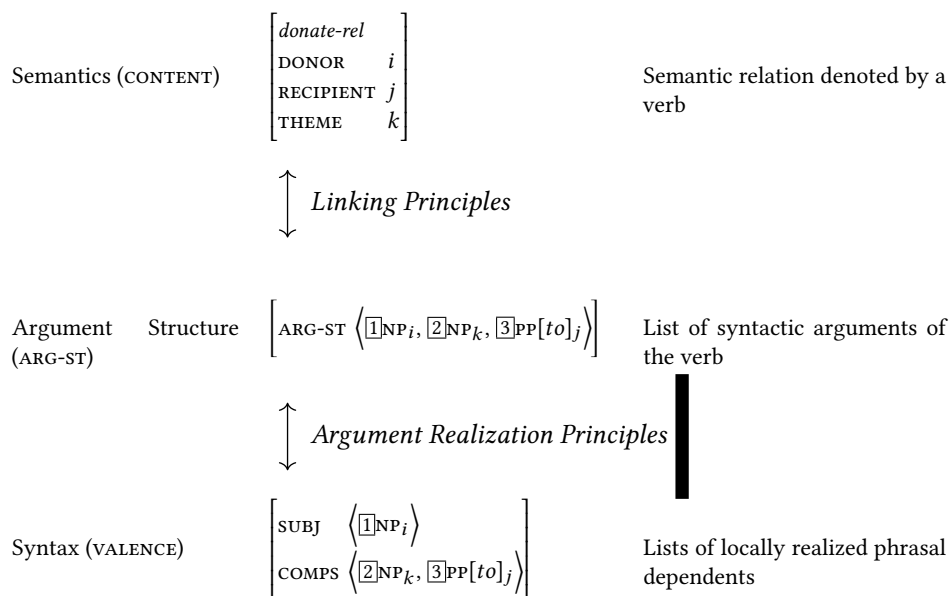 donate-rel
DONOR i
Semantics (CONTENT) RECIPIENT j Semantic relation denoted by a
THEME k verb
Linking Principles
Argument Structure [ARG-ST ⟨1NPi, 2NPk, 3PP[to]j⟩] List of syntactic arguments of
(ARG-ST) the verb
Argument Realization Principles
SUBJ ⟨1NPi⟩
Syntax (VALENCE) Lists of locally realized phrasal
COMPS ⟨2NPk, 3PP[to]j⟩ dependents